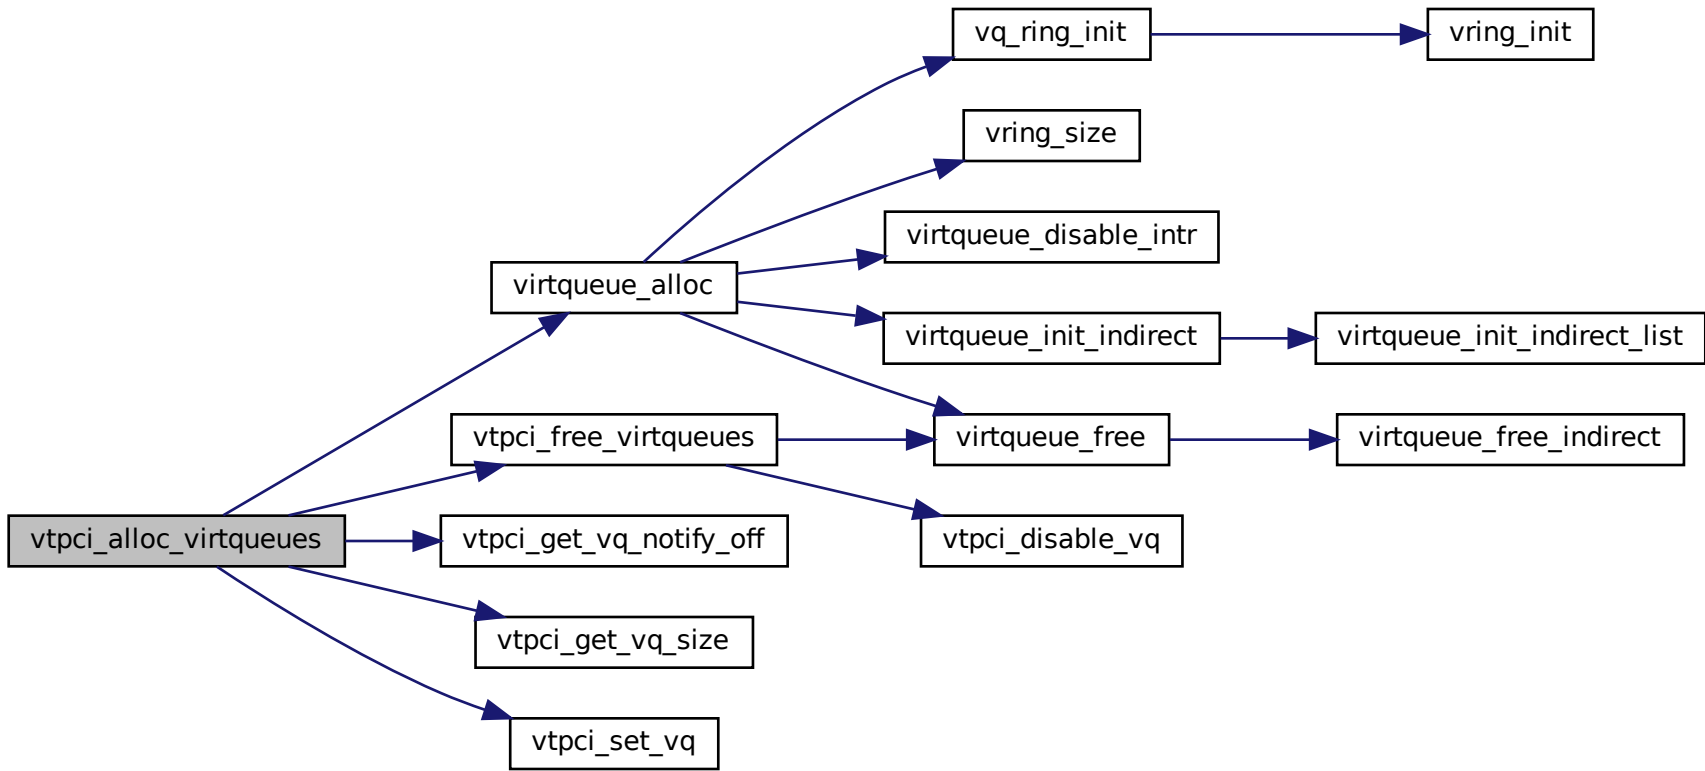 vq_ring_init
vring_init
vring_size
virtqueue_disable_intr
virtqueue_alloc
virtqueue_init_indirect
virtqueue_init_indirect_list
vtpci_free_virtqueues
virtqueue_free
virtqueue_free_indirect
vtpci_alloc_virtqueues
vtpci_get_vq_notify_off
vtpci_disable_vq
vtpci_get_vq_size
vtpci_set_vq